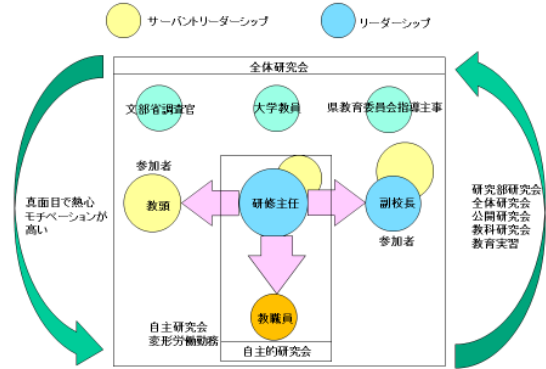 サーバントリーダーシップ
リーダーシップ
全体研究会
文部省調査官
大学教員
県教育委員会指導主事
参加者
教頭
研修主任
副校長
参加者
真面目で熱心
モチベーションが
高い
研究部研究会
全体研究会
公開研究会
教科研究会
教育実習
教職員
自主研究会
変形労働勤務
自主的研究会